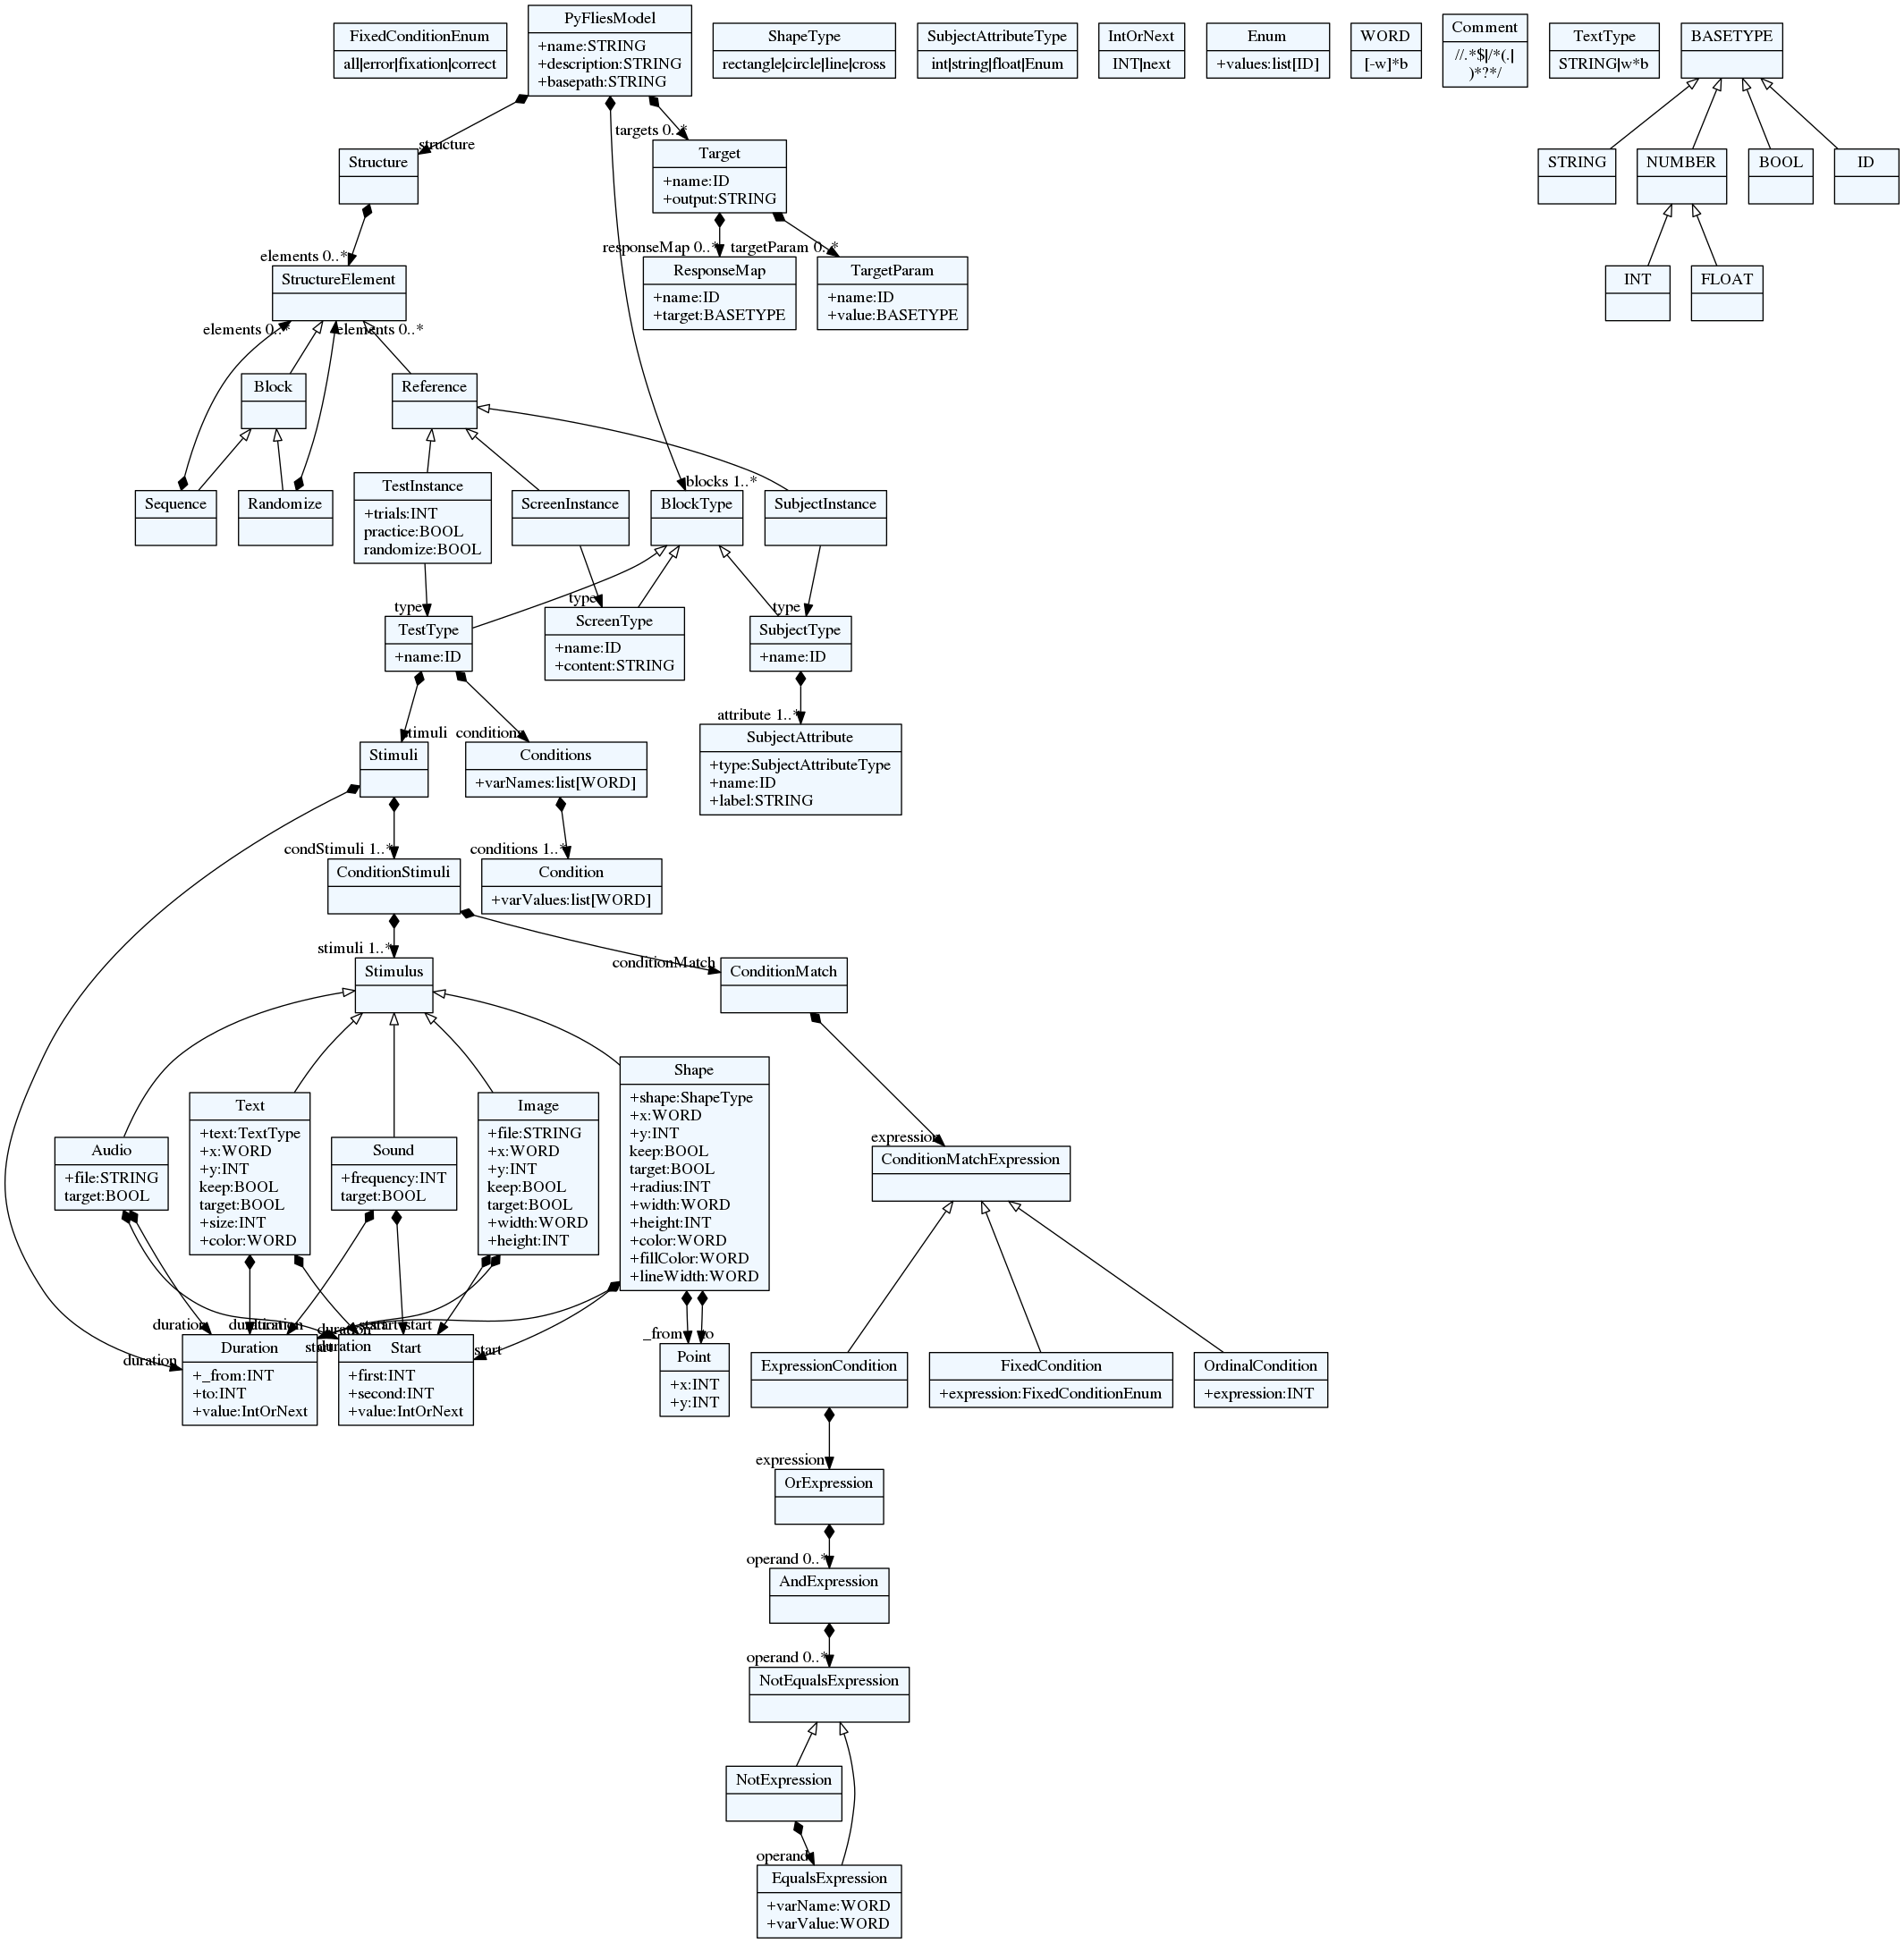 FixedConditionEnum
all|error|fixation|correct
PyFliesModel
+name:STRING
+description:STRING
+basepath:STRING
ShapeType
rectangle|circle|line|cross
SubjectAttributeType
int|string|float|Enum
IntOrNext
INT|next
Enum
+values:list[ID]
WORD
[-w]*b
Comment
//.*$|/*(.|
)*?*/
TextType
STRING|w*b
BASETYPE
structure
targets 0..*
Structure
Target
+name:ID
+output:STRING
STRING
NUMBER
BOOL
ID
elements 0..*
responseMap 0..*
targetParam 0..*
StructureElement
ResponseMap
+name:ID
+target:BASETYPE
TargetParam
+name:ID
+value:BASETYPE
INT
FLOAT
elements 0..*
elements 0..*
Block
Reference
blocks 1..*
Sequence
Randomize
TestInstance
+trials:INT
practice:BOOL
randomize:BOOL
ScreenInstance
BlockType
SubjectInstance
type
type
type
TestType
+name:ID
ScreenType
+name:ID
+content:STRING
SubjectType
+name:ID
stimuli
conditions
attribute 1..*
Stimuli
Conditions
+varNames:list[WORD]
SubjectAttribute
+type:SubjectAttributeType
+name:ID
+label:STRING
condStimuli 1..*
conditions 1..*
ConditionStimuli
Condition
+varValues:list[WORD]
stimuli 1..*
conditionMatch
Stimulus
ConditionMatch
Audio
+file:STRING
target:BOOL
Text
+text:TextType
+x:WORD
+y:INT
keep:BOOL
target:BOOL
+size:INT
+color:WORD
Sound
+frequency:INT
target:BOOL
Image
+file:STRING
+x:WORD
+y:INT
keep:BOOL
target:BOOL
+width:WORD
+height:INT
Shape
+shape:ShapeType
+x:WORD
+y:INT
keep:BOOL
target:BOOL
+radius:INT
+width:WORD
+height:INT
+color:WORD
+fillColor:WORD
+lineWidth:WORD
expression
ConditionMatchExpression
duration
duration
duration
duration
duration
duration
start
start
start
start
start
_from
to
Duration
+_from:INT
+to:INT
+value:IntOrNext
Start
+first:INT
+second:INT
+value:IntOrNext
Point
+x:INT
+y:INT
ExpressionCondition
FixedCondition
+expression:FixedConditionEnum
OrdinalCondition
+expression:INT
expression
OrExpression
operand 0..*
AndExpression
operand 0..*
NotEqualsExpression
NotExpression
operand
EqualsExpression
+varName:WORD
+varValue:WORD